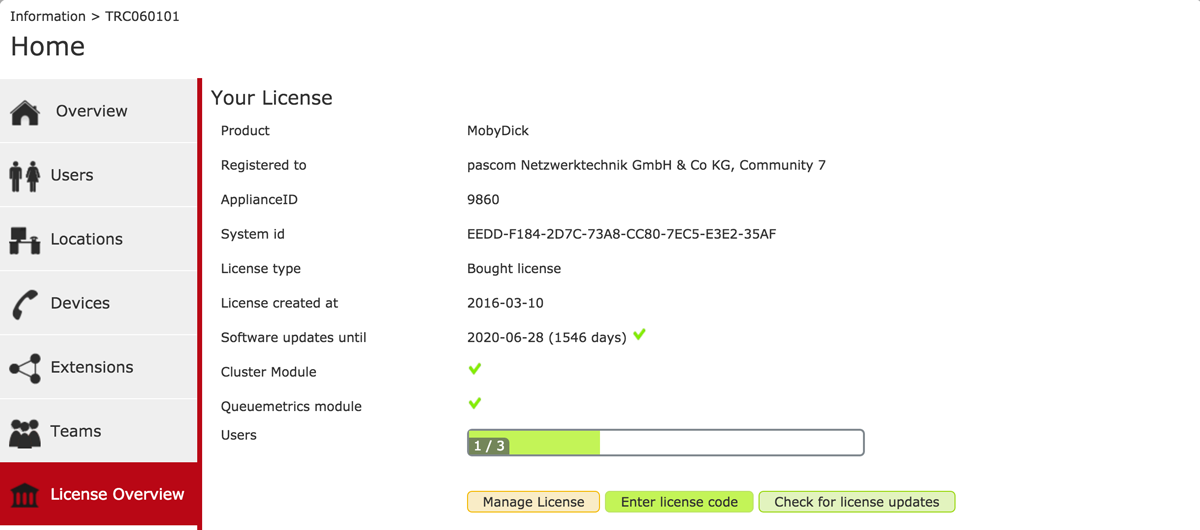 Information > TRC060101
Home
Overview
Users
Locations
Devices
Extensions
Teams
License Overview
Your License
Product MobyDick
Registered to pascom Netzwerktechnik GmbH & Co KG, Community 7
ApplianceID 9860
System id EEDD-F184-2D7C-73A8-CC80-7EC5-E3E2-35AF
License type Bought license
License created at 2016-03-10
Software updates until 2020-06-28 (1546 days)
Cluster Module
Queuemetrics module
Users 1 / 3
Manage License Enter license code Check for license updates